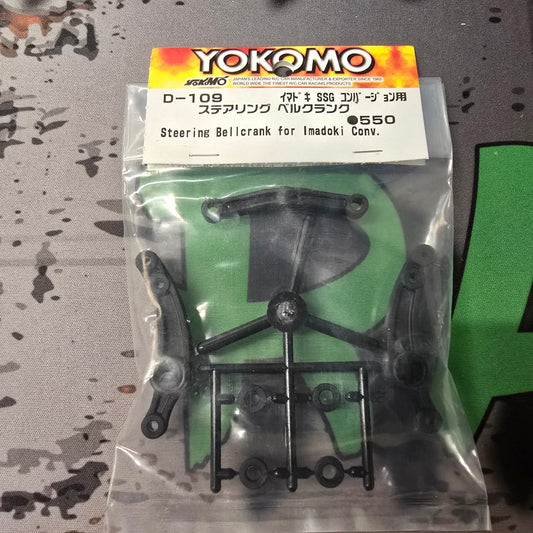 YOKOMO
YOKOMO JAPAN'S LEADING R/C CAR MANUFACTURER & EXPORTER SINCE 1963
WORLD WIDE THE FINEST R/C CAR RACING PRODUCTS
D-109 ｲﾏﾄﾞｷ SSG ｺﾝﾊﾞｰｼﾞｮﾝ用
ステアリング ベルクランク
●550
Steering Bellcrank for Imadoki Conv.